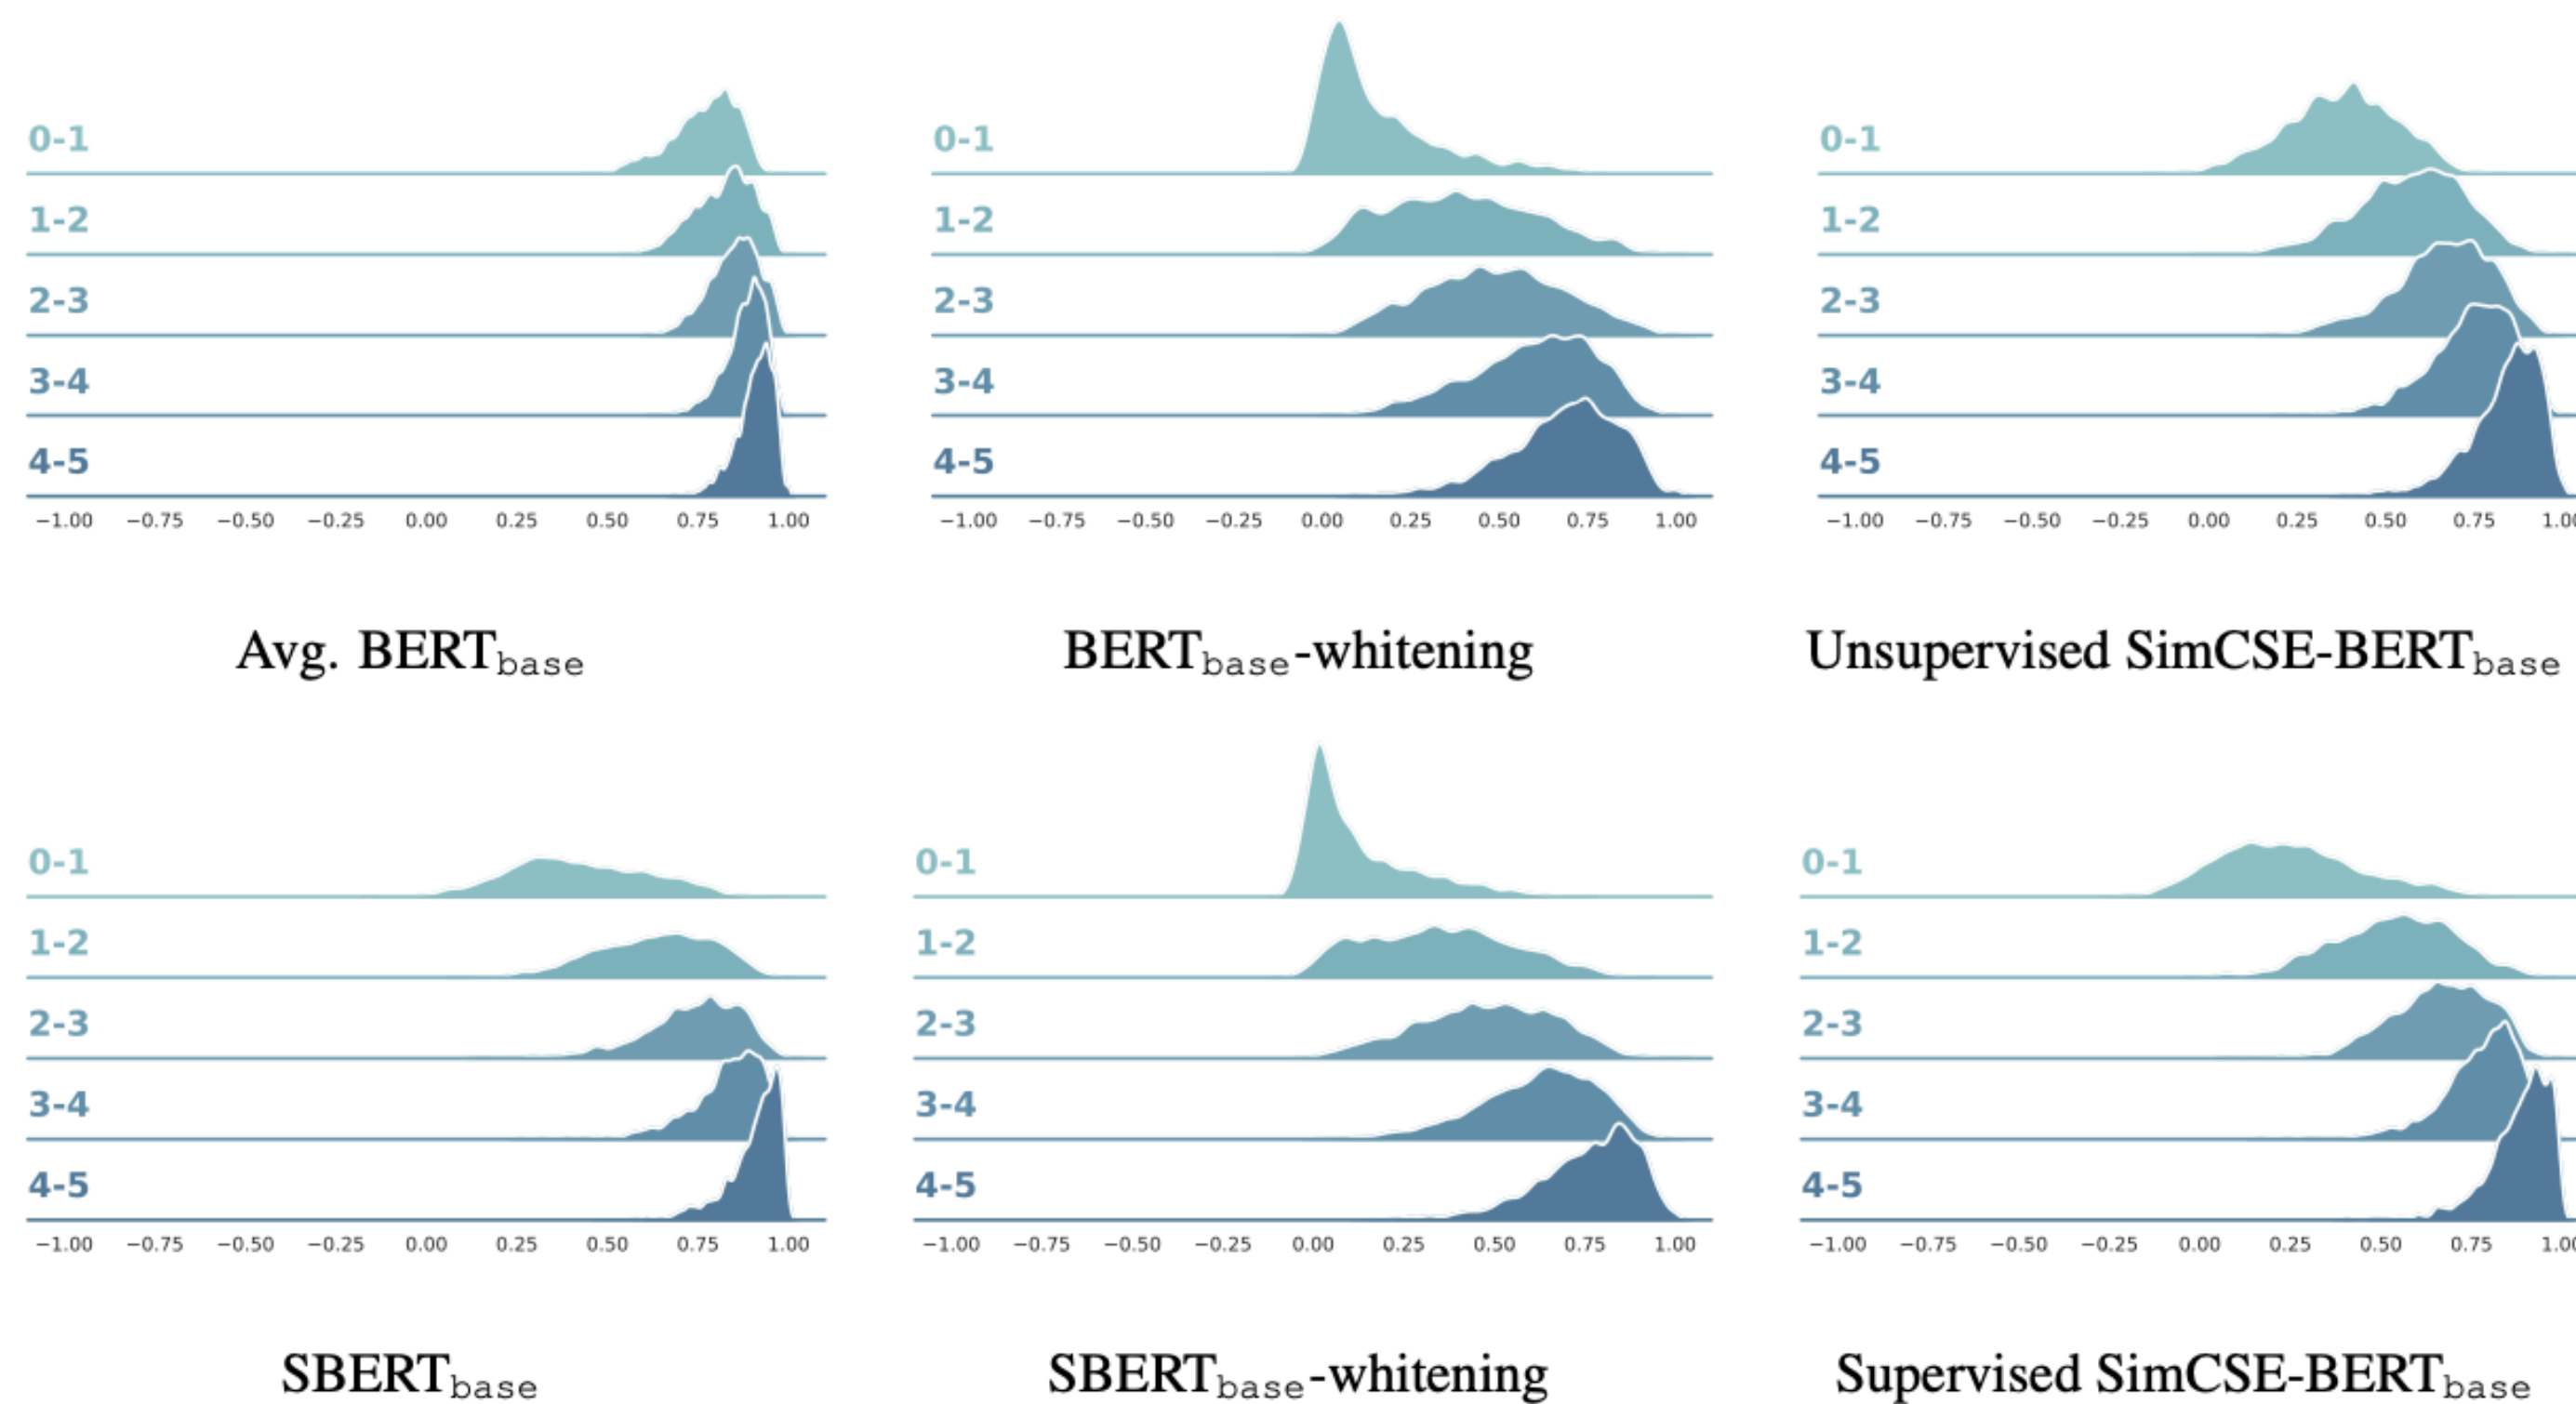 0-1 0-1 0-1
1-2 1-2 1-2
2-3 2-3 2-3
3-4 3-4 3-4
4-5 4-5 4-5
−1.00 −0.75 −0.50 −0.25 0.00 0.25 0.50 0.75 1.00 −1.00 −0.75 −0.50 −0.25 0.00 0.25 0.50 0.75 1.00 −1.00 −0.75 −0.50 −0.25 0.00 0.25 0.50 0.75 1.00
Avg. BERTbase BERTbase-whitening Unsupervised SimCSE-BERTbase
0-1 0-1 0-1
1-2 1-2 1-2
2-3 2-3 2-3
3-4 3-4 3-4
4-5 4-5 4-5
−1.00 −0.75 −0.50 −0.25 0.00 0.25 0.50 0.75 1.00 −1.00 −0.75 −0.50 −0.25 0.00 0.25 0.50 0.75 1.00 −1.00 −0.75 −0.50 −0.25 0.00 0.25 0.50 0.75 1.00
SBERTbase SBERTbase-whitening Supervised SimCSE-BERTbase